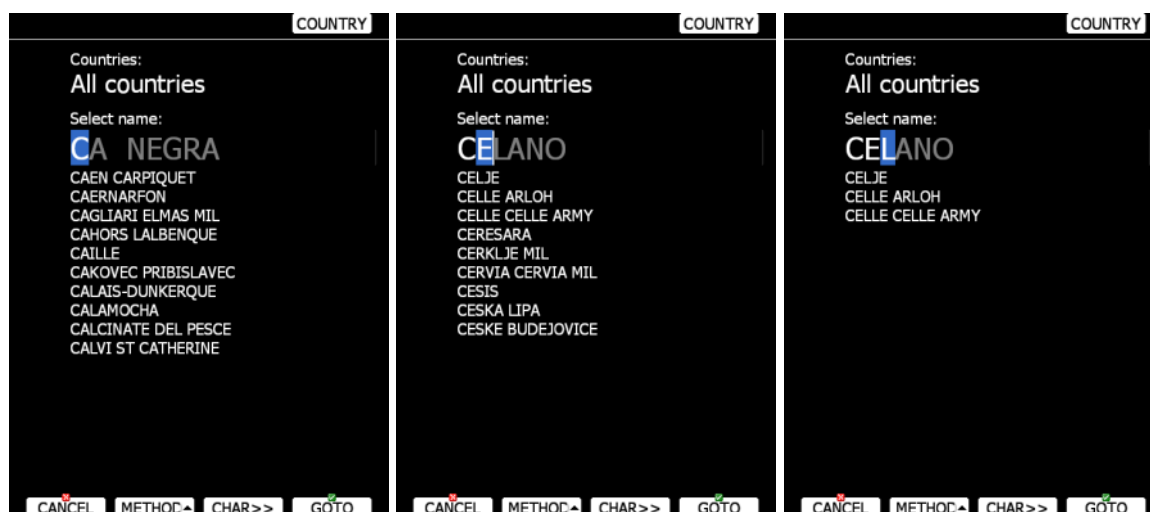 COUNTRY
Countries:
All countries
Select name:
CA NEGRA
CAEN CARPIQUET
CAERNARFON
CAGLIARI ELMAS MIL
CAHORS LALBENQUE
CAILLE
CAKOVEC PRIBISLAVEC
CALAIS-DUNKERQUE
CALAMOCHA
CALCINATE DEL PESCE
CALVI ST CATHERINE
CANCEL METHOD CHAR>> GOTO
COUNTRY
Countries:
All countries
Select name:
CELANO
CELJE
CELLE ARLOH
CELLE CELLE ARMY
CERESARA
CERKLJE MIL
CERVIA CERVIA MIL
CESIS
CESKA LIPA
CESKE BUDEJOVICE
CANCEL METHOD CHAR>> GOTO
COUNTRY
Countries:
All countries
Select name:
CELANO
CELJE
CELLE ARLOH
CELLE CELLE ARMY
CANCEL METHOD CHAR>> GOTO